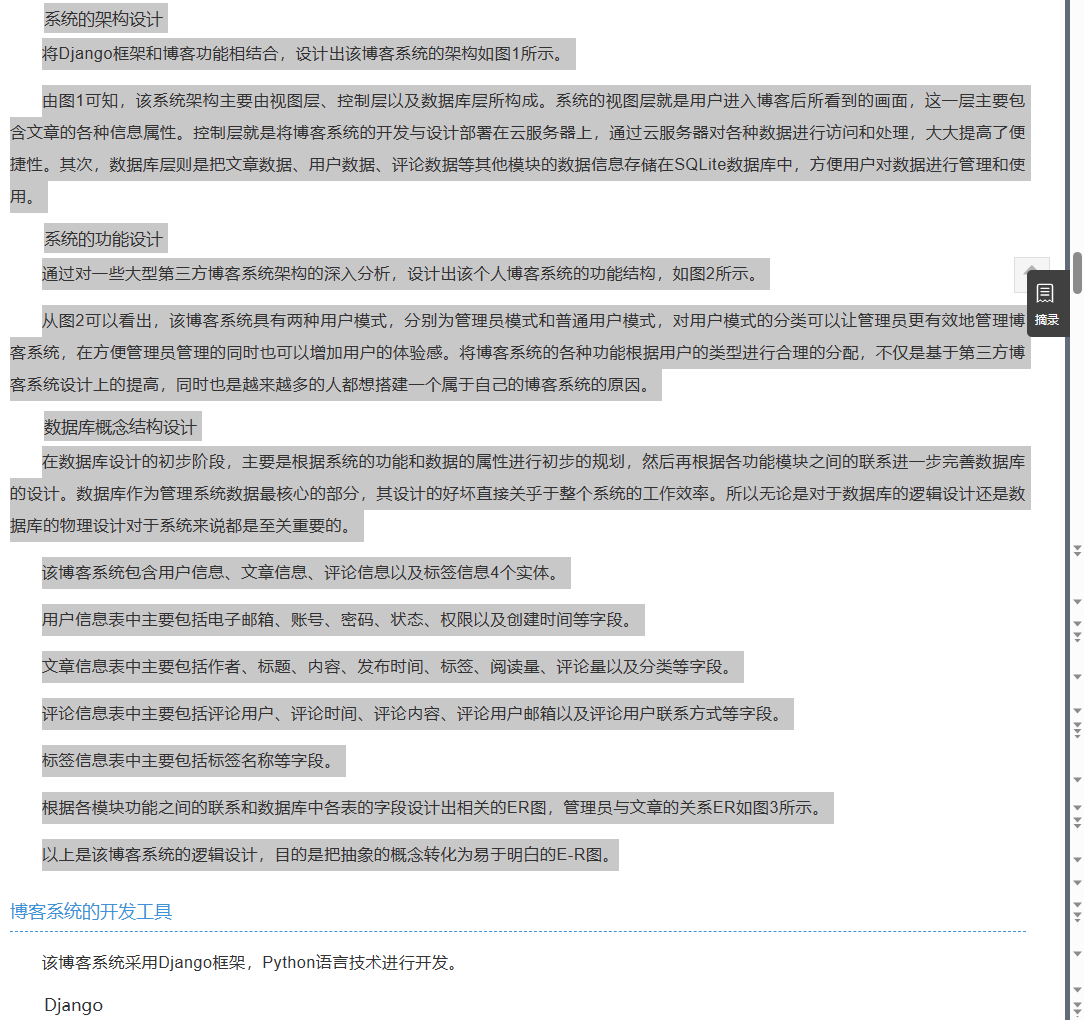 系统的架构设计
将Django框架和博客功能相结合，设计出该博客系统的架构如图1所示。
由图1可知，该系统架构主要由视图层、控制层以及数据库层所构成。系统的视图层就是用户进入博客后所看到的画面，这一层主要包
含文章的各种信息属性。控制层就是将博客系统的开发与设计部署在云服务器上，通过云服务器对各种数据进行访问和处理，大大提高了便
捷性。其次，数据库层则是把文章数据、用户数据、评论数据等其他模块的数据信息存储在SQLite数据库中，方便用户对数据进行管理和使
用。
系统的功能设计
通过对一些大型第三方博客系统架构的深入分析，设计出该个人博客系统的功能结构，如图2所示。
从图2可以看出，该博客系统具有两种用户模式，分别为管理员模式和普通用户模式，对用户模式的分类可以让管理员更有效地管理博
客系统，在方便管理员管理的同时也可以增加用户的体验感。将博客系统的各种功能根据用户的类型进行合理的分配，不仅是基于第三方博
客系统设计上的提高，同时也是越来越多的人都想搭建一个属于自己的博客系统的原因。
摘录
数据库概念结构设计
在数据库设计的初步阶段，主要是根据系统的功能和数据的属性进行初步的规划，然后再根据各功能模块之间的联系进一步完善数据库
的设计。数据库作为管理系统数据最核心的部分，其设计的好坏直接关乎于整个系统的工作效率。所以无论是对于数据库的逻辑设计还是数
据库的物理设计对于系统来说都是至关重要的。
该博客系统包含用户信息、文章信息、评论信息以及标签信息4个实体。
用户信息表中主要包括电子邮箱、账号、密码、状态、权限以及创建时间等字段。
文章信息表中主要包括作者、标题、内容、发布时间、标签、阅读量、评论量以及分类等字段。
评论信息表中主要包括评论用户、评论时间、评论内容、评论用户邮箱以及评论用户联系方式等字段。
标签信息表中主要包括标签名称等字段。
根据各模块功能之间的联系和数据库中各表的字段设计出相关的ER图，管理员与文章的关系ER如图3所示。
以上是该博客系统的逻辑设计，目的是把抽象的概念转化为易于明白的E-R图。
博客系统的开发工具
该博客系统采用Django框架，Python语言技术进行开发。
Django